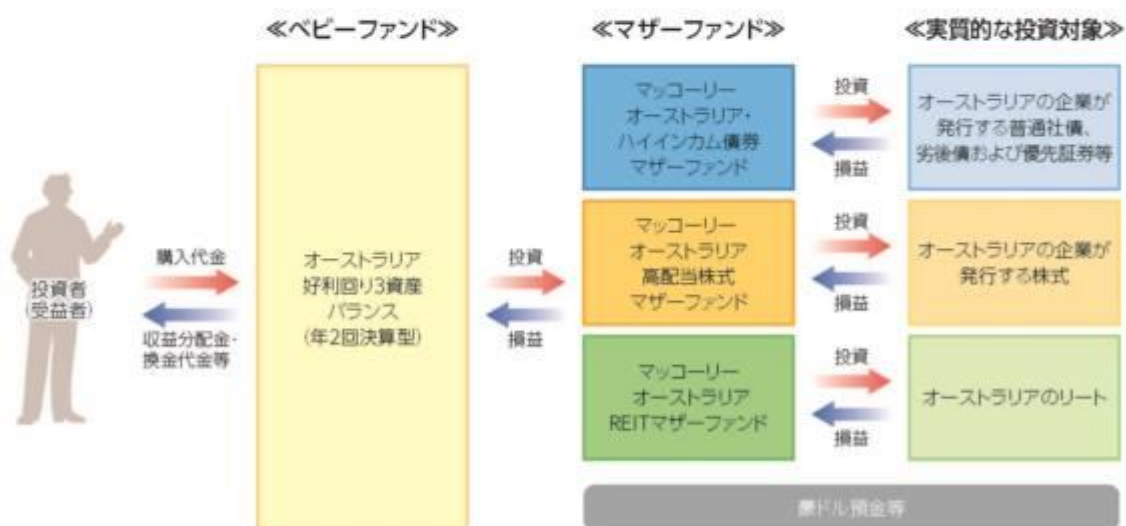 ≪ベビーファンド≫
≪マザーファンド≫
≪実質的な投資対象≫
投資者
(受益者)
購入代金
収益分配金・
換金代金等
オーストラリア
好利回り3資産
バランス
(年2回決算型)
投資
損益
マッコーリー
オーストラリア・
ハイインカム債券
マザーファンド
投資
損益
オーストラリアの企業が
発行する普通社債、
劣後債および優先証券等
マッコーリー
オーストラリア
高配当株式
マザーファンド
投資
損益
オーストラリアの企業が
発行する株式
マッコーリー
オーストラリア
REITマザーファンド
投資
損益
オーストラリアのリート
豪ドル預金等